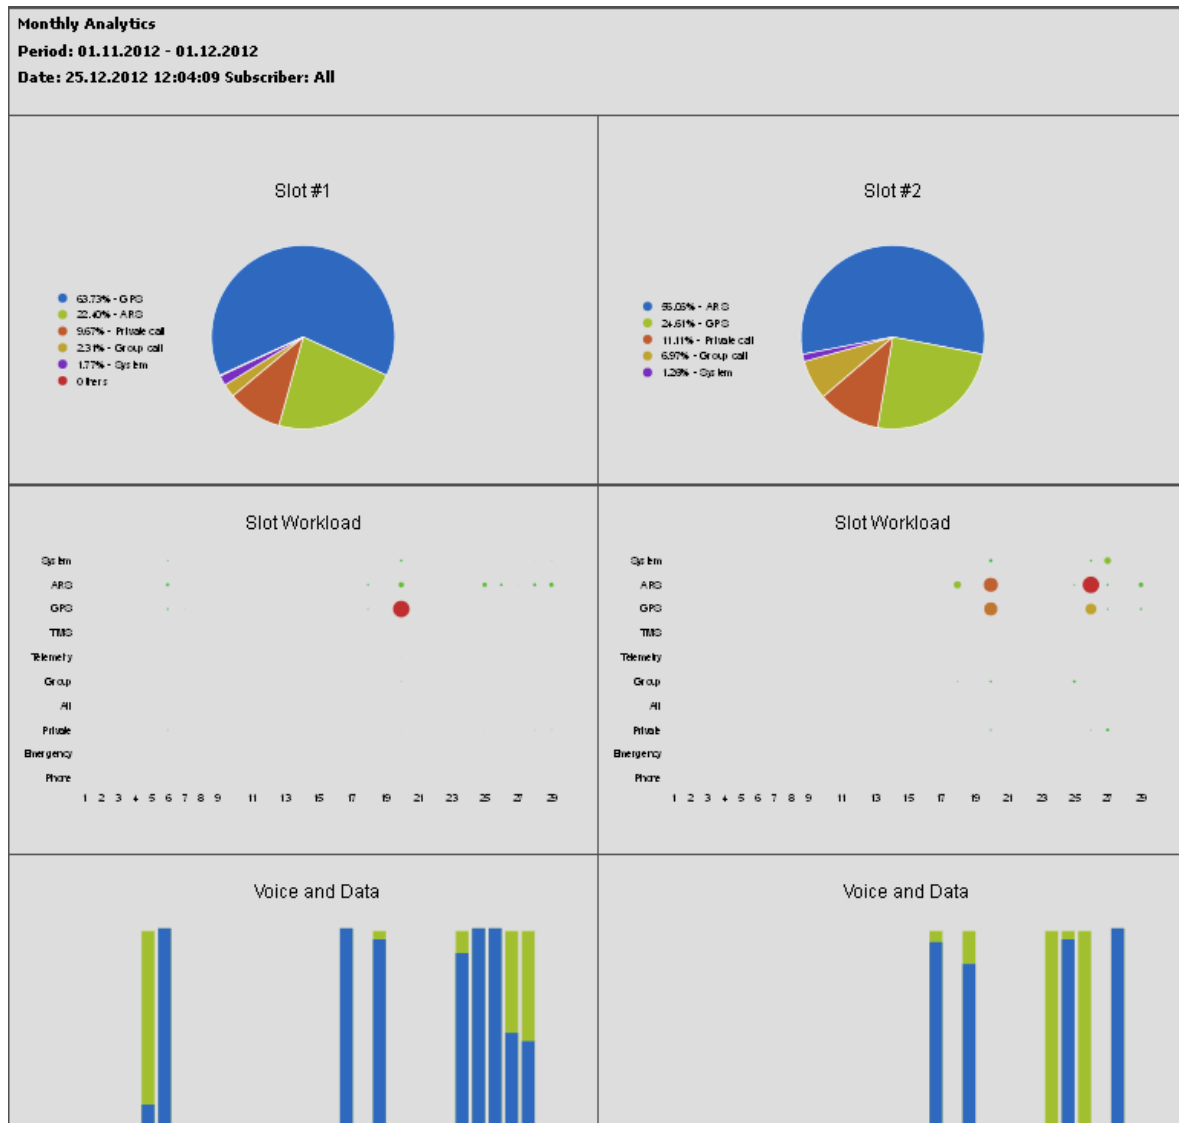 Monthly Analytics
Period: 01.11.2012 - 01.12.2012
Date: 25.12.2012 12:04:09 Subscriber: All
Slot #1
63.73% - GPS
22.40% - ARS
9.67% - Private call
2.31% - Group call
1.77% - System
Others
Slot #2
- ARS
24.61% - GPS
11.11% - Private call
6.97% - Group call
- System
Slot Workload
System
ARS
GPS
TMS
Telemetry
Group
All
Private
Emergency
Phone
1 2 3 4 5 6 7 8 9 11 13 15 17 19 21 23 25 27 29
Slot Workload
System
ARS
GPS
TMS
Telemetry
Group
All
Private
Emergency
Phone
1 2 3 4 5 6 7 8 9 11 13 15 17 19 21 23 25 27 29
Voice and Data
Voice and Data